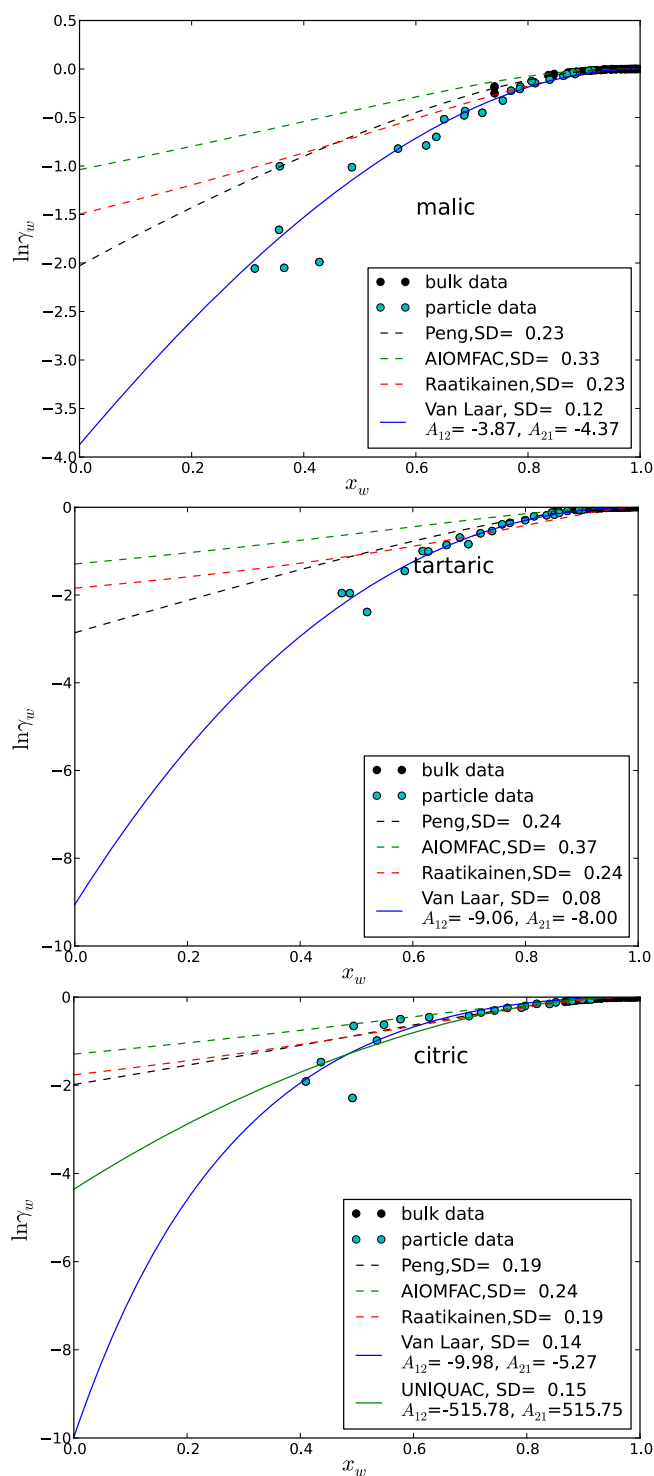 0.5
0.0
−0.5
−1.0
−1.5
−2.0
−2.5
−3.0
−3.5
−4.0
lnγw
malic
bulk data
particle data
Peng,SD= 0.23
AIOMFAC,SD= 0.33
Raatikainen,SD= 0.23
Van Laar, SD= 0.12
A12= -3.87, A21= -4.37
0.0 0.2 0.4 0.6 0.8 1.0
xw
0
−2
−4
−6
−8
−10
lnγw
tartaric
bulk data
particle data
Peng,SD= 0.24
AIOMFAC,SD= 0.37
Raatikainen,SD= 0.24
Van Laar, SD= 0.08
A12= -9.06, A21= -8.00
0.0 0.2 0.4 0.6 0.8 1.0
xw
0
−2
−4
−6
−8
−10
lnγw
citric
bulk data
particle data
Peng,SD= 0.19
AIOMFAC,SD= 0.24
Raatikainen,SD= 0.19
Van Laar, SD= 0.14
A12= -9.98, A21= -5.27
UNIQUAC, SD= 0.15
A12=-515.78, A21=515.75
0.0 0.2 0.4 0.6 0.8 1.0
xw